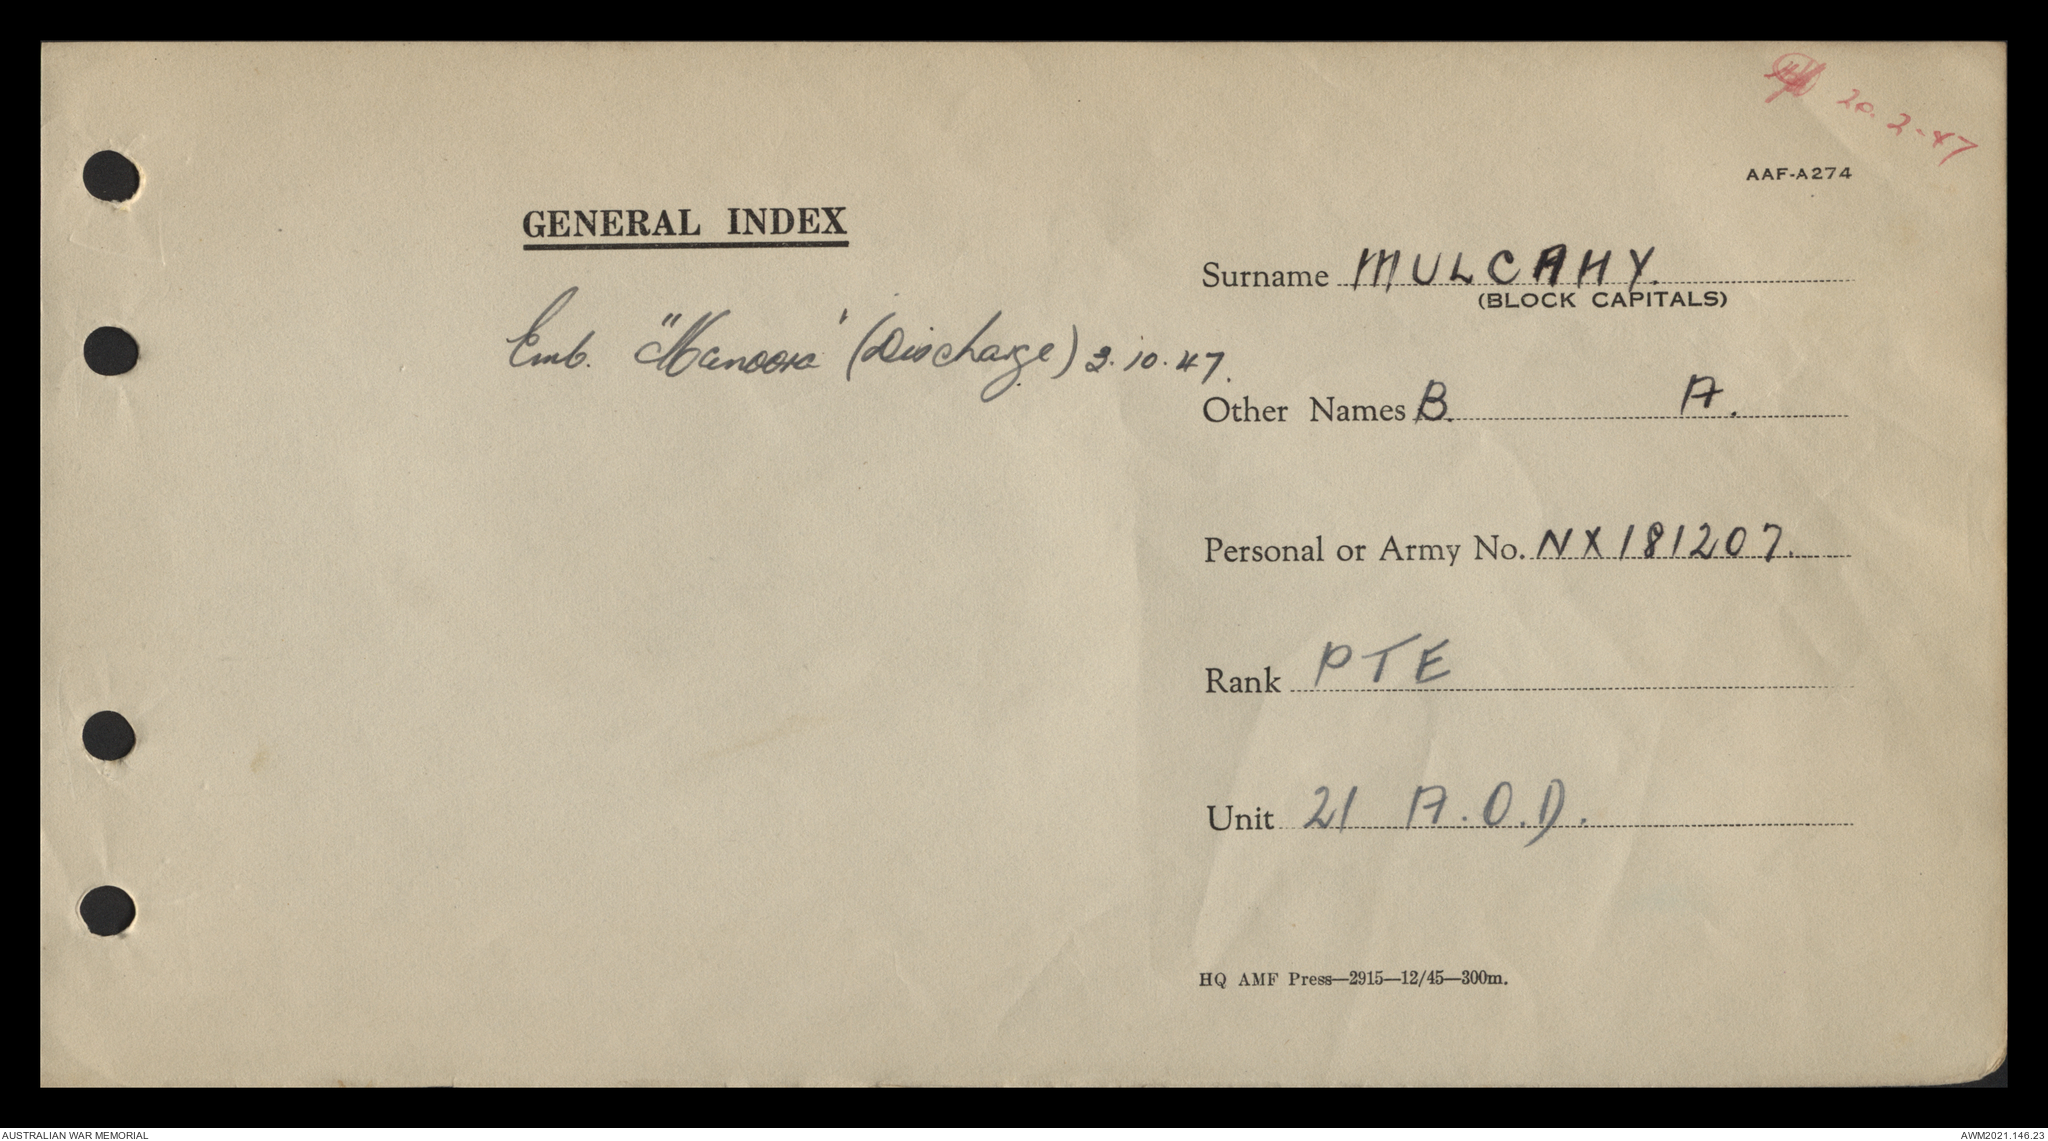 20.2-47
AAF-A274
GENERAL INDEX
Surname MULCAHY.
(BLOCK CAPITALS)
Emb. "Manoora" (Discharge) 3.10.47.
Other Names B. A.
Personal or Army No. NX181207.
Rank PTE
Unit 21 A.O.D.
HQ AMF Press—2915—12/45—300m.
AUSTRALIAN WAR MEMORIAL
AWM2021.146.23